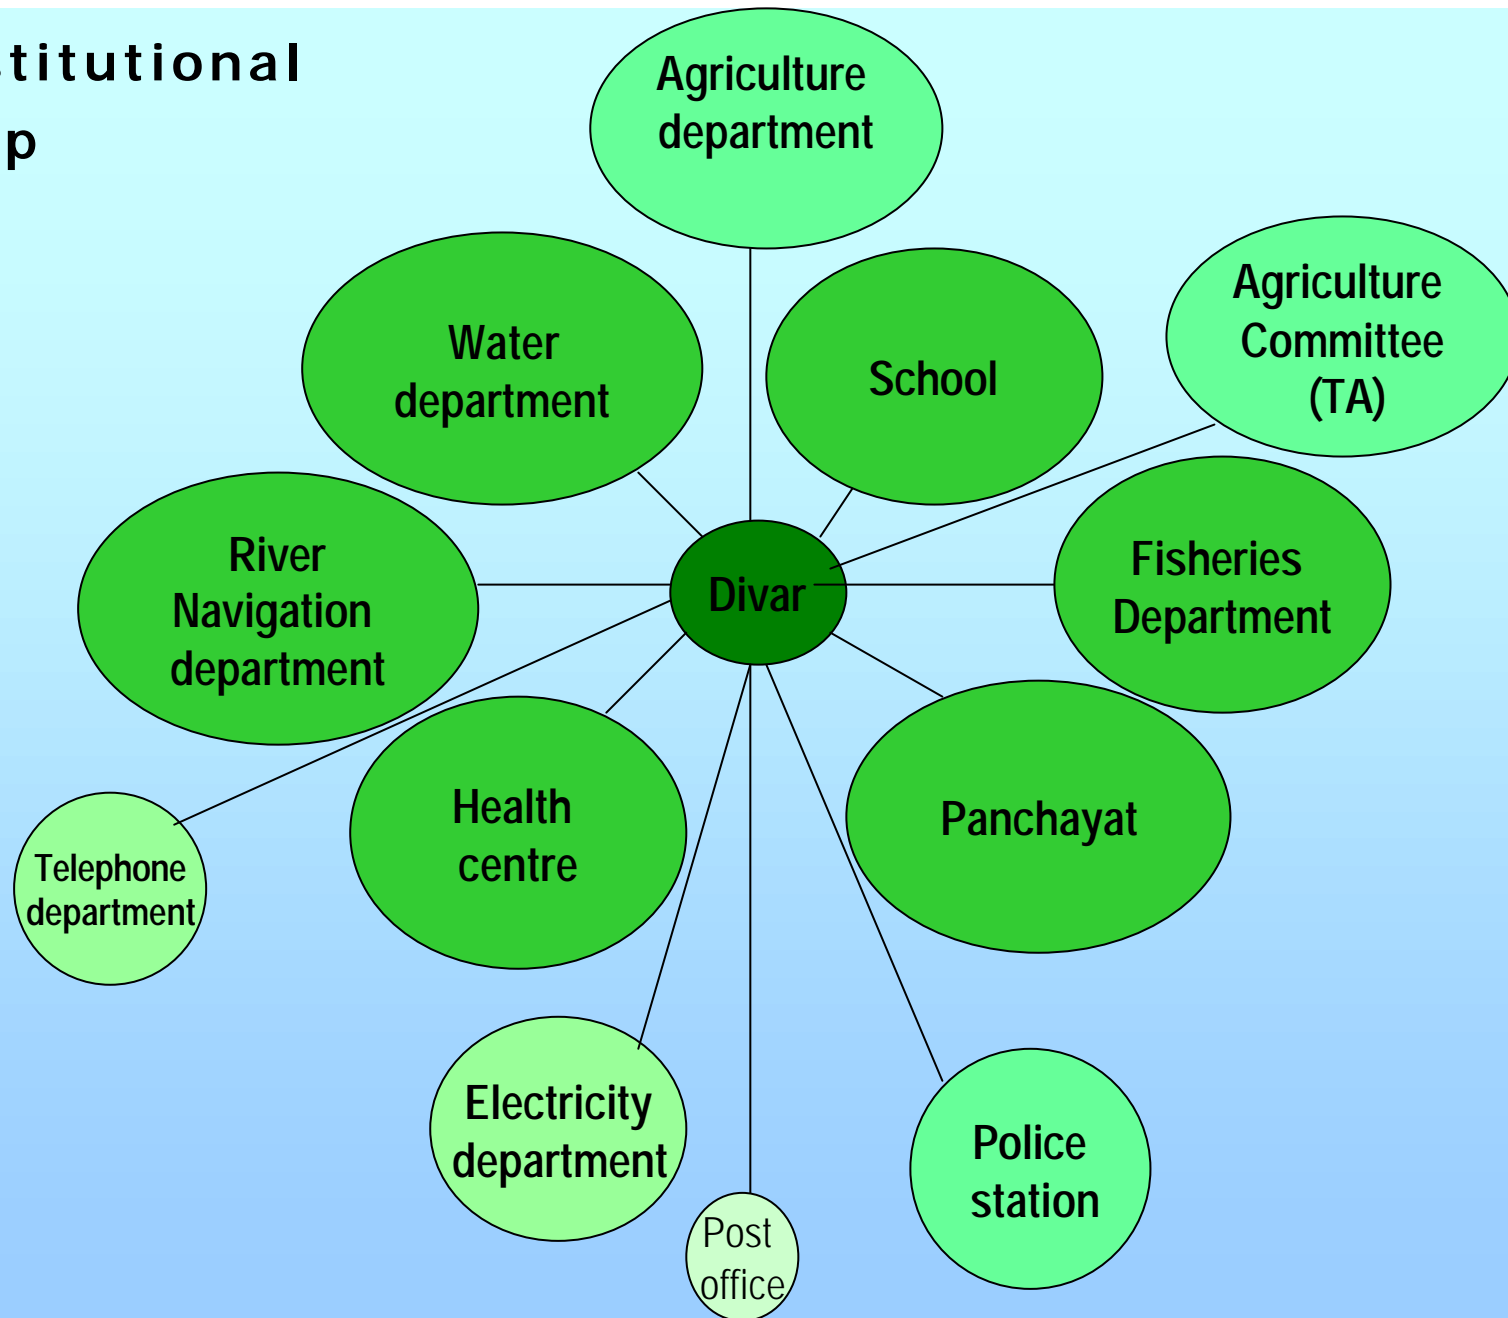 stitutional
p
Agriculture
department
Water
department
School
Agriculture
Committee
(TA)
River
Navigation
department
Divar
Fisheries
Department
Health
centre
Panchayat
Telephone
department
Electricity
department
Police
station
Post
office